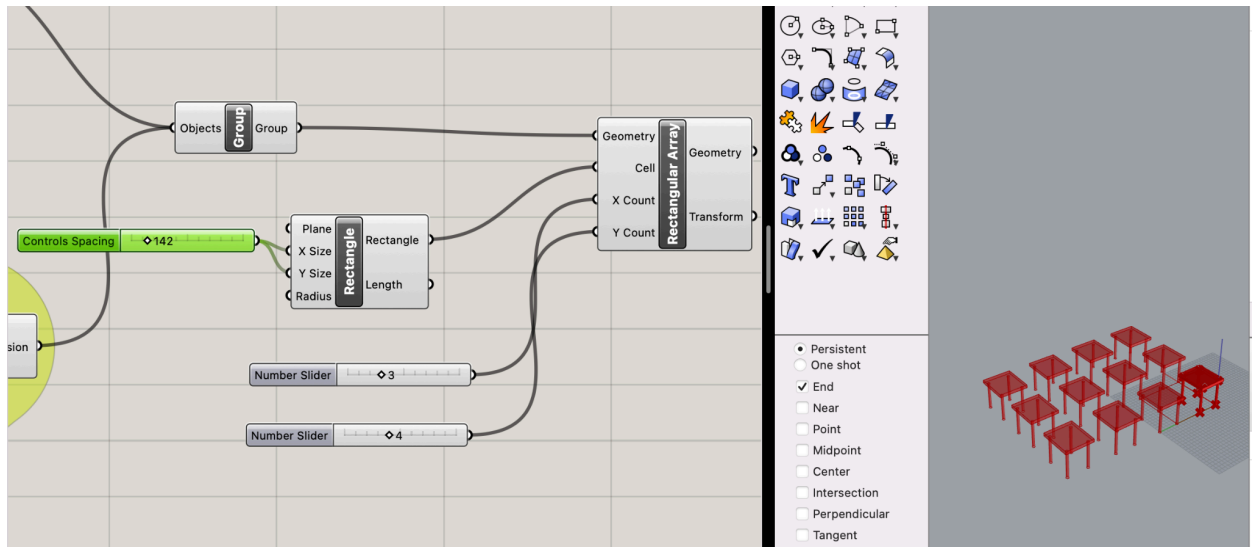 Objects
Group
Group
Geometry
Cell
X Count
Y Count
Rectangular Array
Geometry
Transform
Controls Spacing
142
Plane
X Size
Y Size
Radius
Rectangle
Rectangle
Length
sion
Number Slider
3
Number Slider
4
Persistent
One shot
End
Near
Point
Midpoint
Center
Intersection
Perpendicular
Tangent